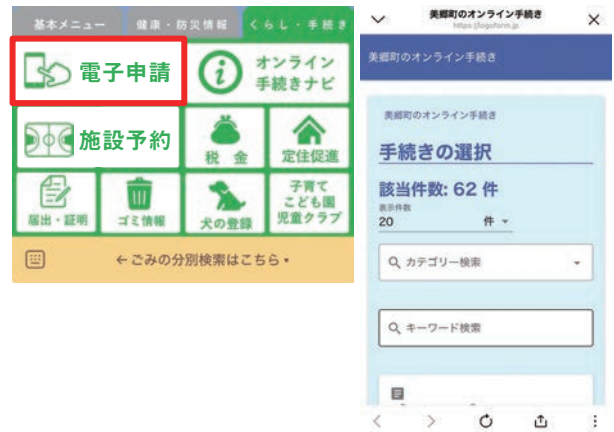 基本メニュー
健康・防災情報
くらし・手続き
電子申請
オンライン
手続きナビ
施設予約
税 金
定住促進
届出・証明
ゴミ情報
犬の登録
子育て
こども園
児童クラブ
←ごみの分別検索はこちら▾
美郷町のオンライン手続き
https://logoform.jp
美郷町のオンライン手続き
美郷町のオンライン手続き
手続きの選択
該当件数: 62 件
表示件数
20 件
カテゴリー検索
キーワード検索